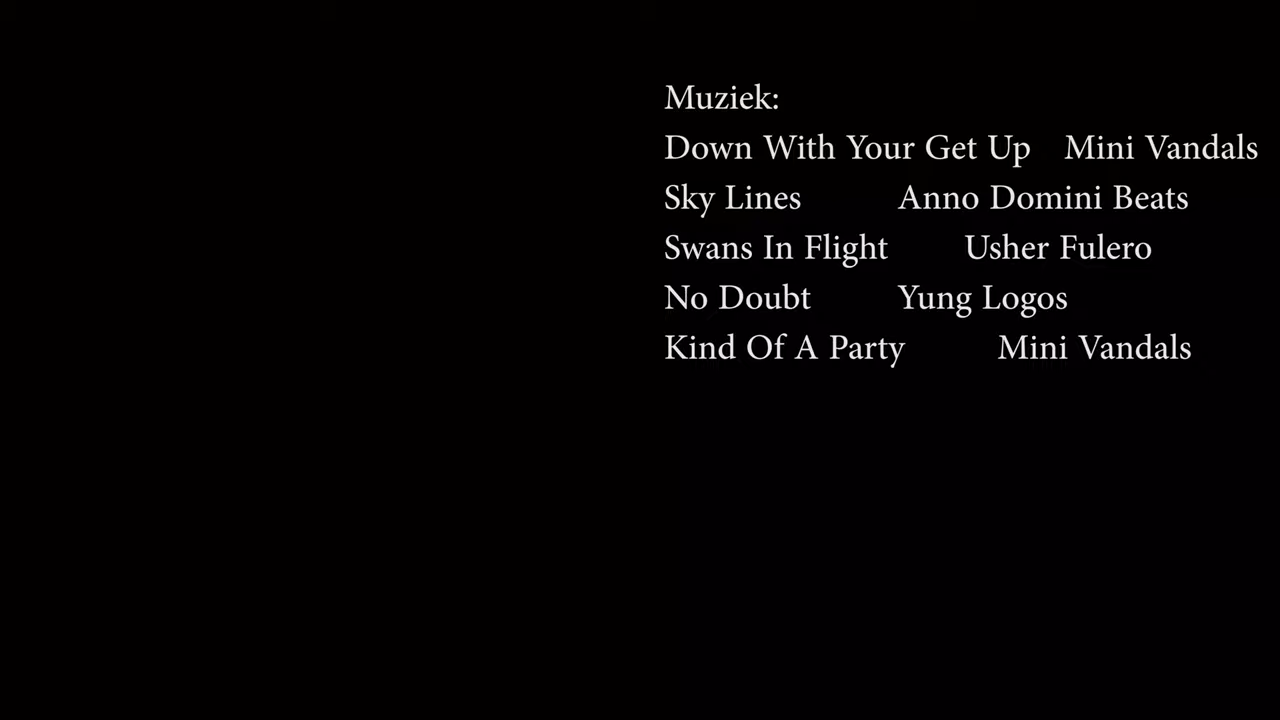 Muziek:
Down With Your Get Up Mini Vandals
Sky Lines Anno Domini Beats
Swans In Flight Usher Fulero
No Doubt Yung Logos
Kind Of A Party Mini Vandals